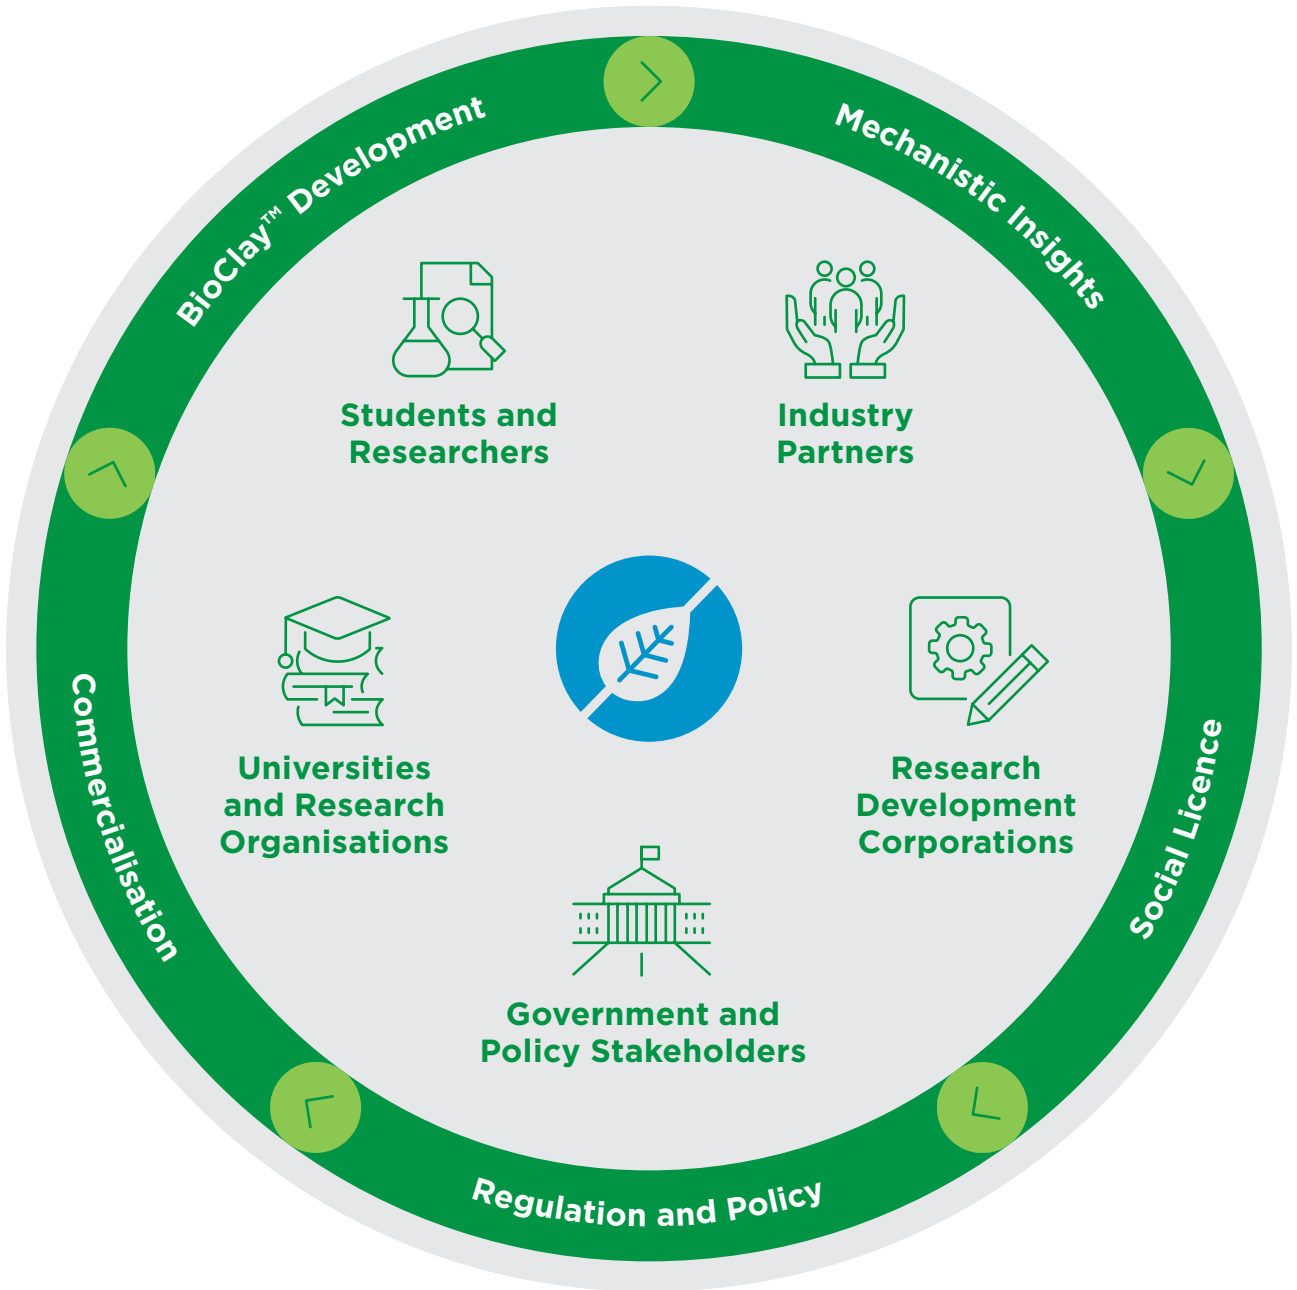 BioClay™ Development
Mechanistic Insights
Social Licence
Regulation and Policy
Commercialisation
Students and
Researchers
Industry
Partners
Universities
and Research
Organisations
Research
Development
Corporations
Government and
Policy Stakeholders